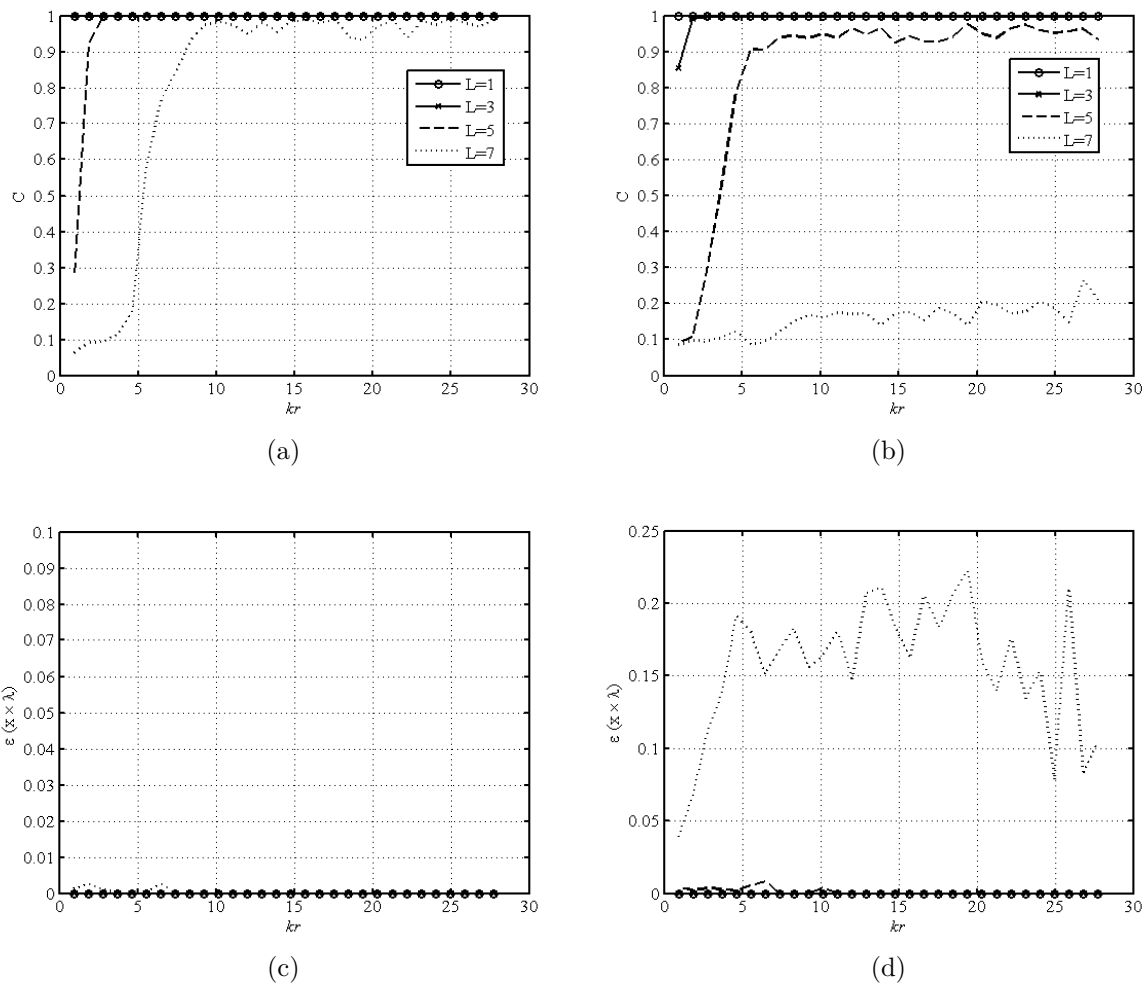 1
0.9
0.8
0.7
0.6
0.5
0.4
0.3
0.2
0.1
0
C
0 5 10 15 20 25 30
kr
L=1
L=3
L=5
L=7
(a)
1
0.9
0.8
0.7
0.6
0.5
0.4
0.3
0.2
0.1
0
C
0 5 10 15 20 25 30
kr
L=1
L=3
L=5
L=7
(b)
0.1
0.09
0.08
0.07
0.06
0.05
0.04
0.03
0.02
0.01
0
ε (x × λ)
0 5 10 15 20 25 30
kr
(c)
0.25
0.2
0.15
0.1
0.05
0
ε (x × λ)
0 5 10 15 20 25 30
kr
(d)